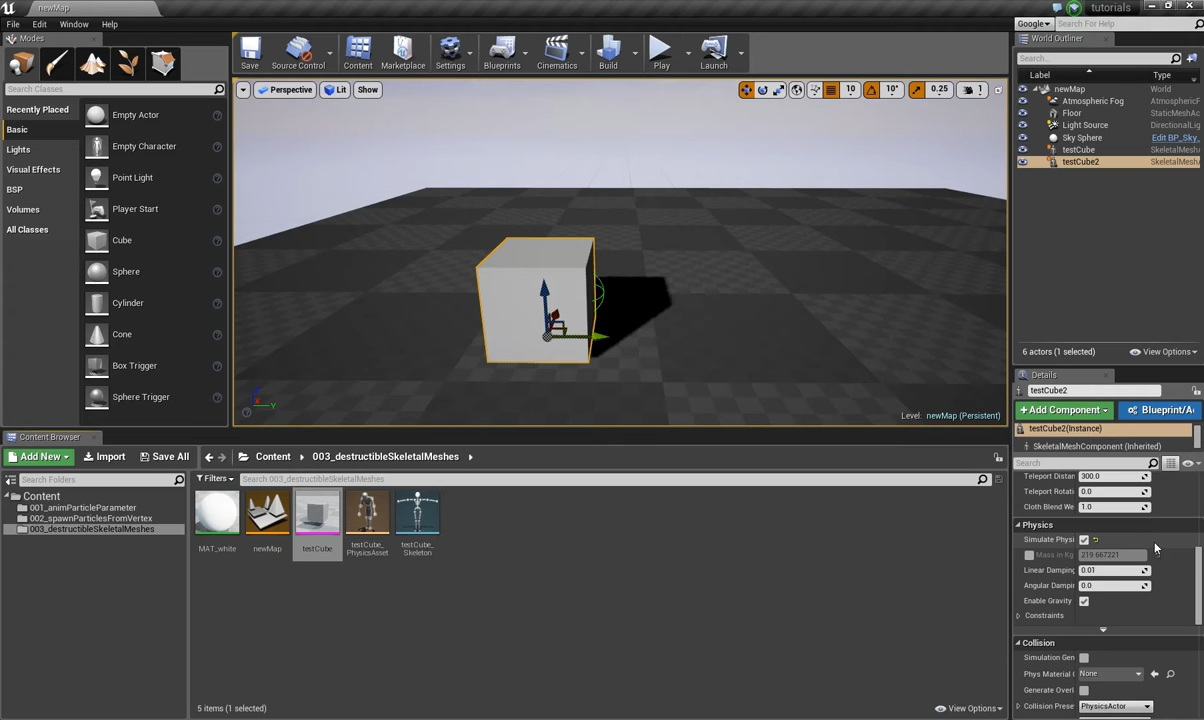 newMap
tutorials
File Edit Window Help
Google Search For Help
Modes
Search Classes
Recently Placed
Basic
Lights
Visual Effects
BSP
Volumes
All Classes
Empty Actor
Empty Character
Point Light
Player Start
Cube
Sphere
Cylinder
Cone
Box Trigger
Sphere Trigger
Save Source Control Content Marketplace Settings Blueprints Cinematics Build Play Launch
Perspective Lit Show 10 10° 0.25 1
Level: newMap (Persistent)
World Outliner
Search...
Label Type
newMap World
Atmospheric Fog AtmosphericF
Floor StaticMeshAc
Light Source DirectionalLig
Sky Sphere Edit BP_Sky_
testCube SkeletalMesh
testCube2 SkeletalMesh
6 actors (1 selected) View Options
Details
testCube2
+ Add Component Blueprint/A
testCube2(Instance)
SkeletalMeshComponent (Inherited)
Search
Teleport Distan 300.0
Teleport Rotati 0.0
Cloth Blend We 1.0
Physics
Simulate Physi
Mass in Kg 219.667221
Linear Damping 0.01
Angular Dampin 0.0
Enable Gravity
Constraints
Collision
Simulation Gen
Phys Material None
Generate Overl
Collision Prese PhysicsActor
Content Browser
Add New Import Save All Content 003_destructibleSkeletalMeshes
Search Folders
Content
001_animParticleParameter
002_spawnParticlesFromVertex
003_destructibleSkeletalMeshes
Filters Search 003_destructibleSkeletalMeshes
MAT_white
newMap
testCube
testCube_
PhysicsAsset
testCube_
Skeleton
5 items (1 selected) View Options